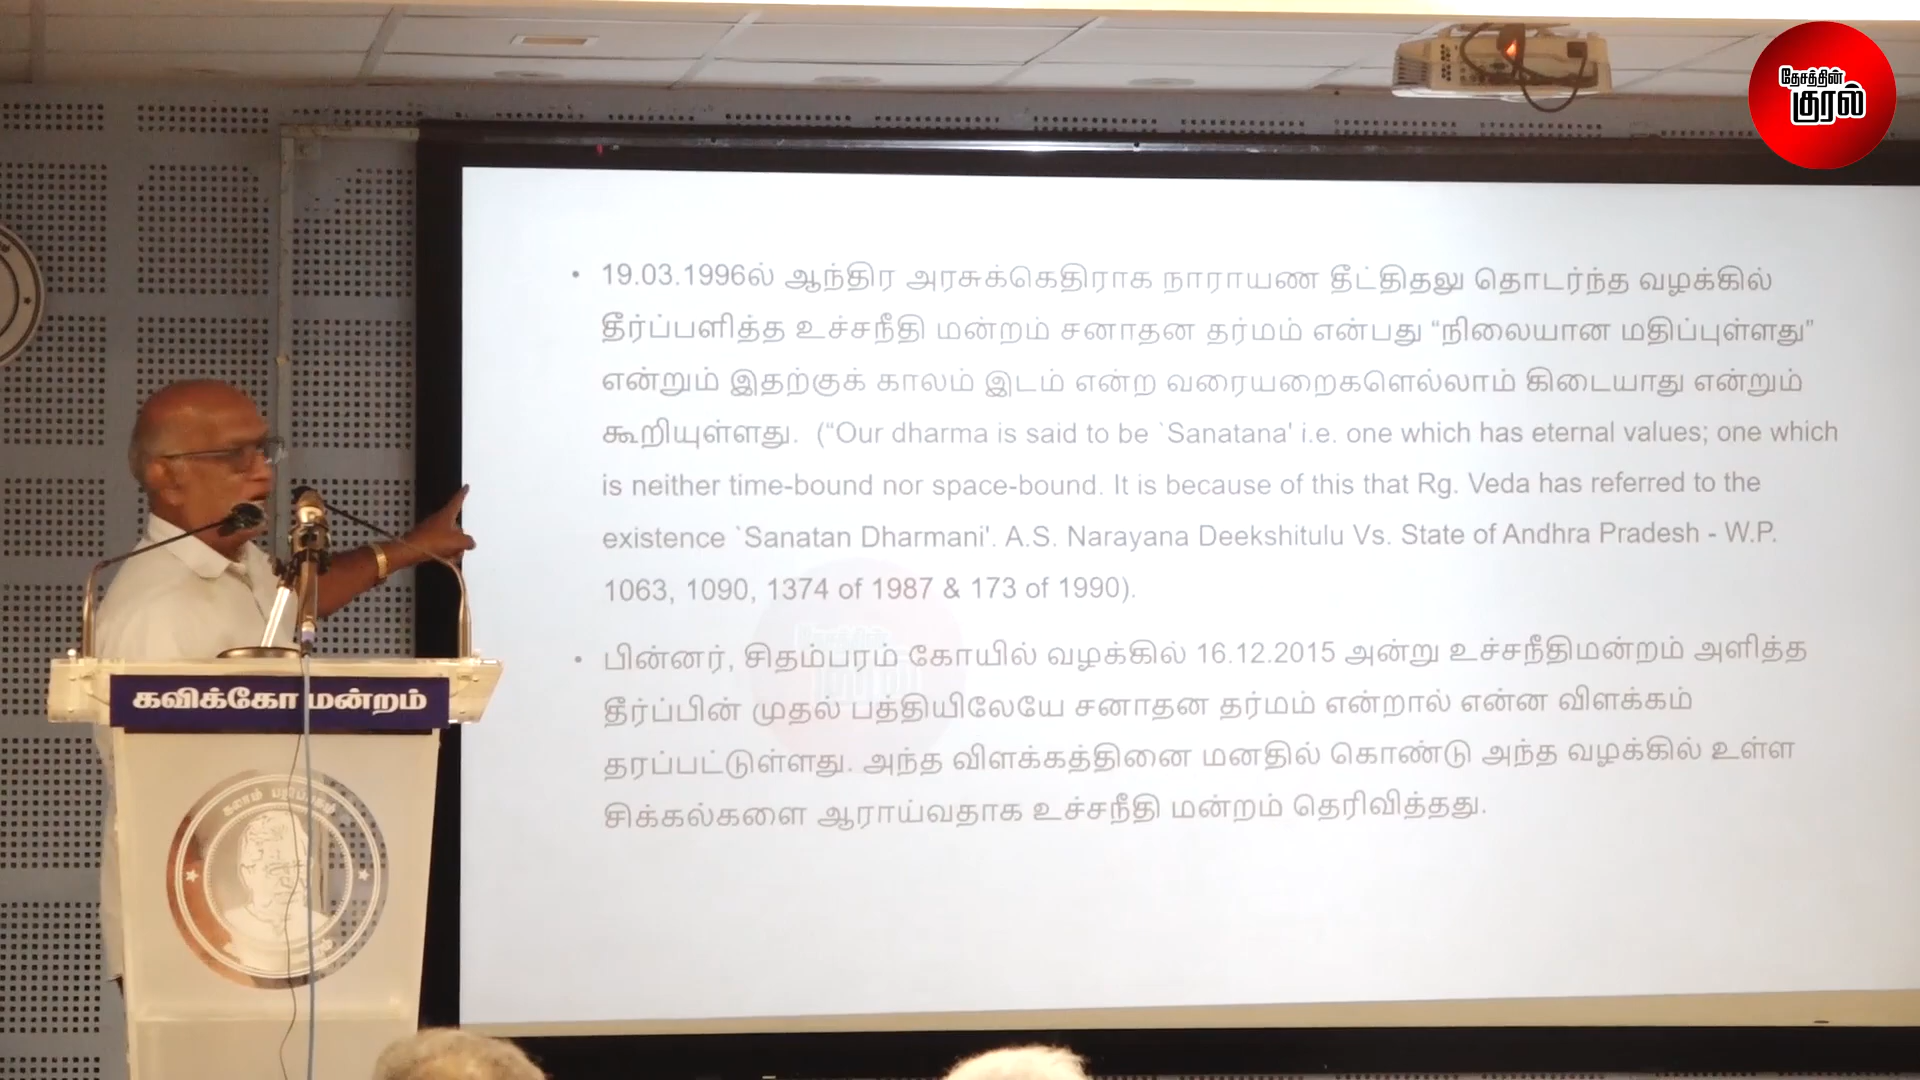 தேசத்தின்
குரல்
• 19.03.1996ல் ஆந்திர அரசுக்கெதிராக நாராயண தீட்திதலு தொடர்ந்த வழக்கில்
தீர்ப்பளித்த உச்சநீதி மன்றம் சனாதன தர்மம் என்பது “நிலையான மதிப்புள்ளது”
என்றும் இதற்குக் காலம் இடம் என்ற வரையறைகளெல்லாம் கிடையாது என்றும்
கூறியுள்ளது. (“Our dharma is said to be `Sanatana' i.e. one which has eternal values; one which
is neither time-bound nor space-bound. It is because of this that Rg. Veda has referred to the
existence `Sanatan Dharmani'. A.S. Narayana Deekshitulu Vs. State of Andhra Pradesh - W.P.
1063, 1090, 1374 of 1987 & 173 of 1990).
• பின்னர், சிதம்பரம் கோயில் வழக்கில் 16.12.2015 அன்று உச்சநீதிமன்றம் அளித்த
தீர்ப்பின் முதல் பத்தியிலேயே சனாதன தர்மம் என்றால் என்ன விளக்கம்
தரப்பட்டுள்ளது. அந்த விளக்கத்தினை மனதில் கொண்டு அந்த வழக்கில் உள்ள
சிக்கல்களை ஆராய்வதாக உச்சநீதி மன்றம் தெரிவித்தது.
கவிக்கோ மன்றம்